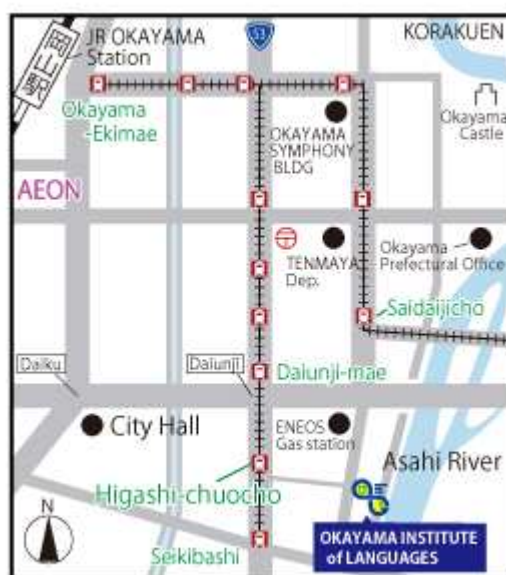 岡山駅
JR OKAYAMA
Station
53
KORAKUEN
Okayama
-Ekimae
OKAYAMA
SYMPHONY
BLDG
Okayama
Castle
AEON
〒
TENMAYA
Dep.
Okayama
Prefectural Office
Saidaijicho
Daiku
Daiunji
Daiunji-mae
City Hall
ENEOS
Gas station
Asahi River
Higashi-chuocho
N
OKAYAMA INSTITUTE
of LANGUAGES
Seikibashi